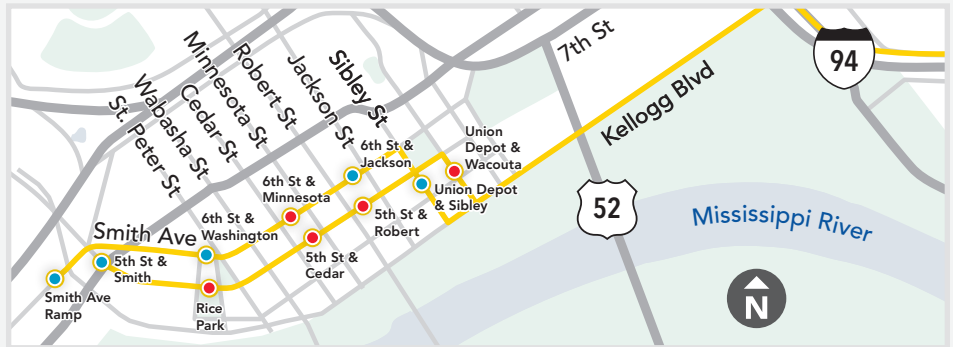 St. Peter St
Wabasha St
Cedar St
Minnesota St
Robert St
Jackson St
Sibley St
7th St
94
Kellogg Blvd
52
Mississippi River
N
Union
Depot &
Wacouta
6th St &
Jackson
Union Depot
& Sibley
6th St &
Minnesota
5th St &
Robert
6th St &
Washington
5th St &
Cedar
Smith Ave
5th St &
Smith
Smith Ave
Ramp
Rice
Park